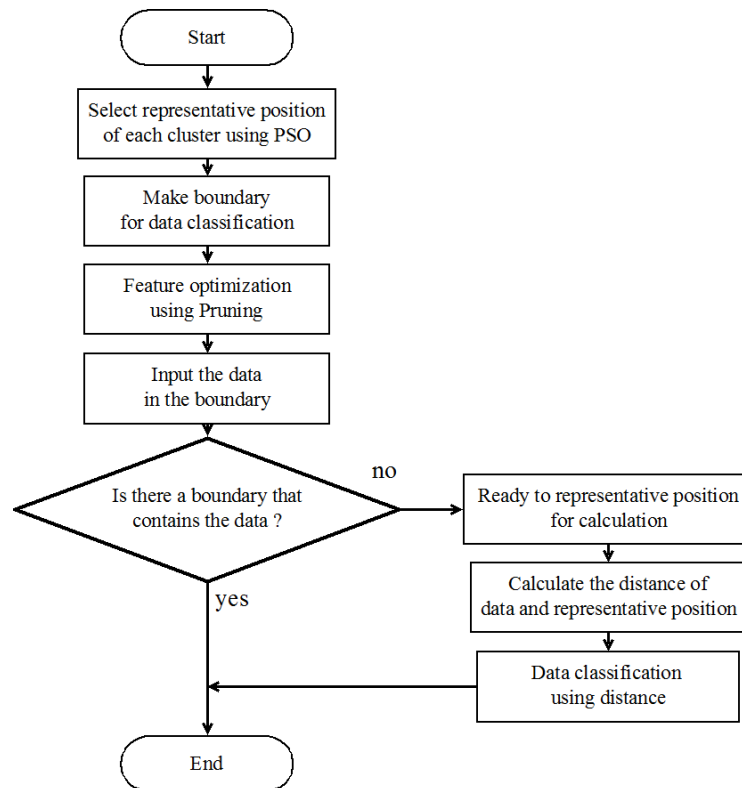 Start
Select representative position
of each cluster using PSO
Make boundary
for data classification
Feature optimization
using Pruning
Input the data
in the boundary
Is there a boundary that
contains the data ?
no
Ready to representative position
for calculation
Calculate the distance of
data and representative position
yes
Data classification
using distance
End